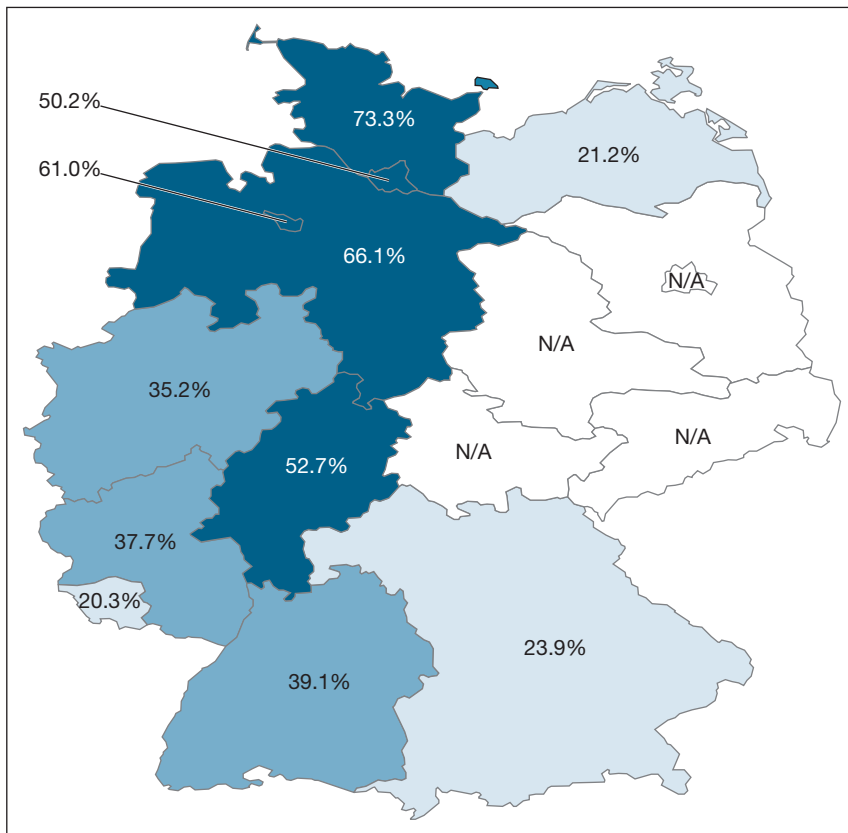 50.2%
73.3%
21.2%
61.0%
66.1%
N/A
N/A
35.2%
N/A
52.7%
N/A
37.7%
20.3%
23.9%
39.1%